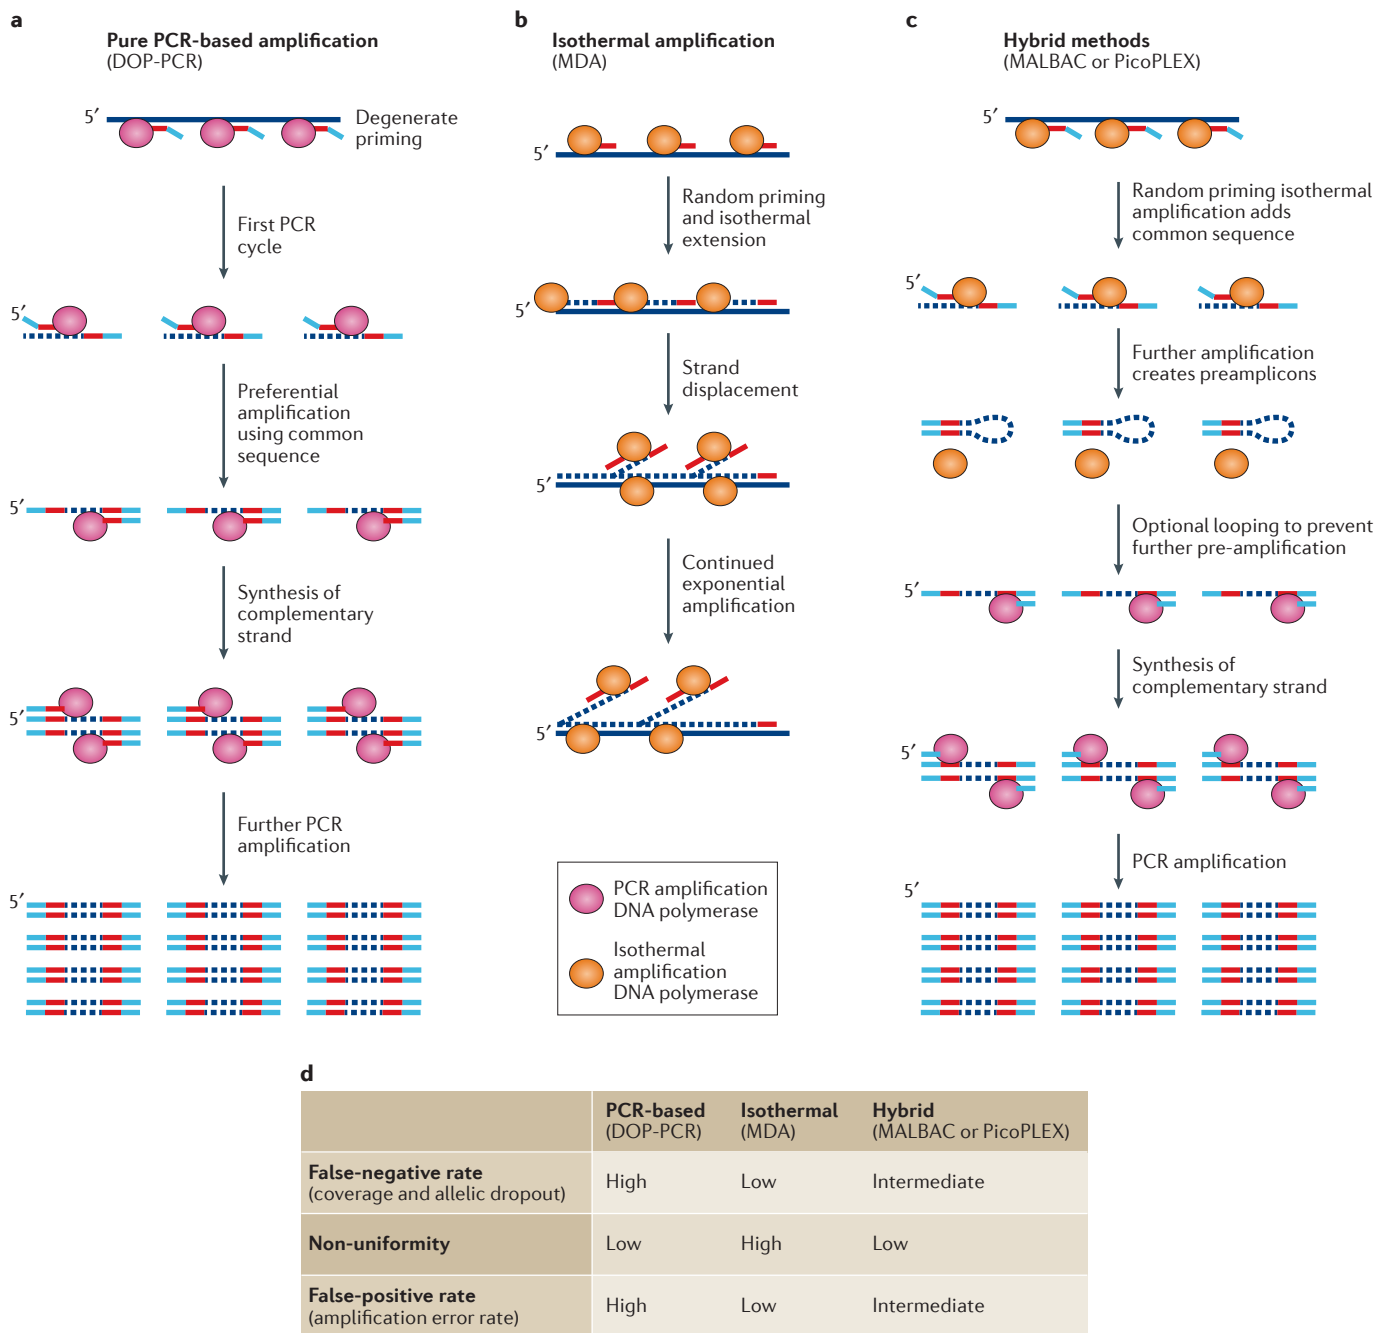 a
Pure PCR-based amplification
(DOP-PCR)
5′
Degenerate
priming
First PCR
cycle
5′
Preferential
amplification
using common
sequence
5′
Synthesis of
complementary
strand
5′
Further PCR
amplification
5′
b
Isothermal amplification
(MDA)
5′
Random priming
and isothermal
extension
5′
Strand
displacement
5′
Continued
exponential
amplification
5′
PCR amplification
DNA polymerase
Isothermal
amplification
DNA polymerase
c
Hybrid methods
(MALBAC or PicoPLEX)
5′
Random priming isothermal
amplification adds
common sequence
5′
Further amplification
creates preamplicons
Optional looping to prevent
further pre-amplification
5′
Synthesis of
complementary strand
5′
PCR amplification
5′
d
PCR-based Isothermal Hybrid
(DOP-PCR) (MDA) (MALBAC or PicoPLEX)
False-negative rate
(coverage and allelic dropout)
High Low Intermediate
Non-uniformity Low High Low
False-positive rate
(amplification error rate)
High Low Intermediate